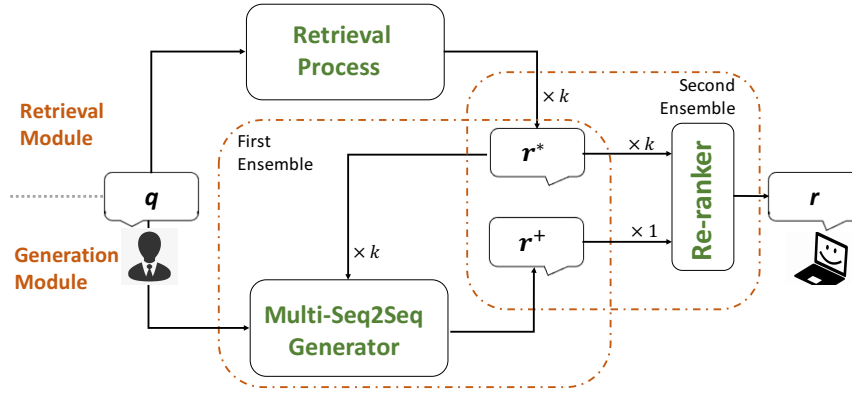 Retrieval
Process
Second
Ensemble
× k
Retrieval
Module
First
Ensemble
r*
× k
Re-ranker
q
r
Generation
Module
× k
r+
× 1
Multi-Seq2Seq
Generator